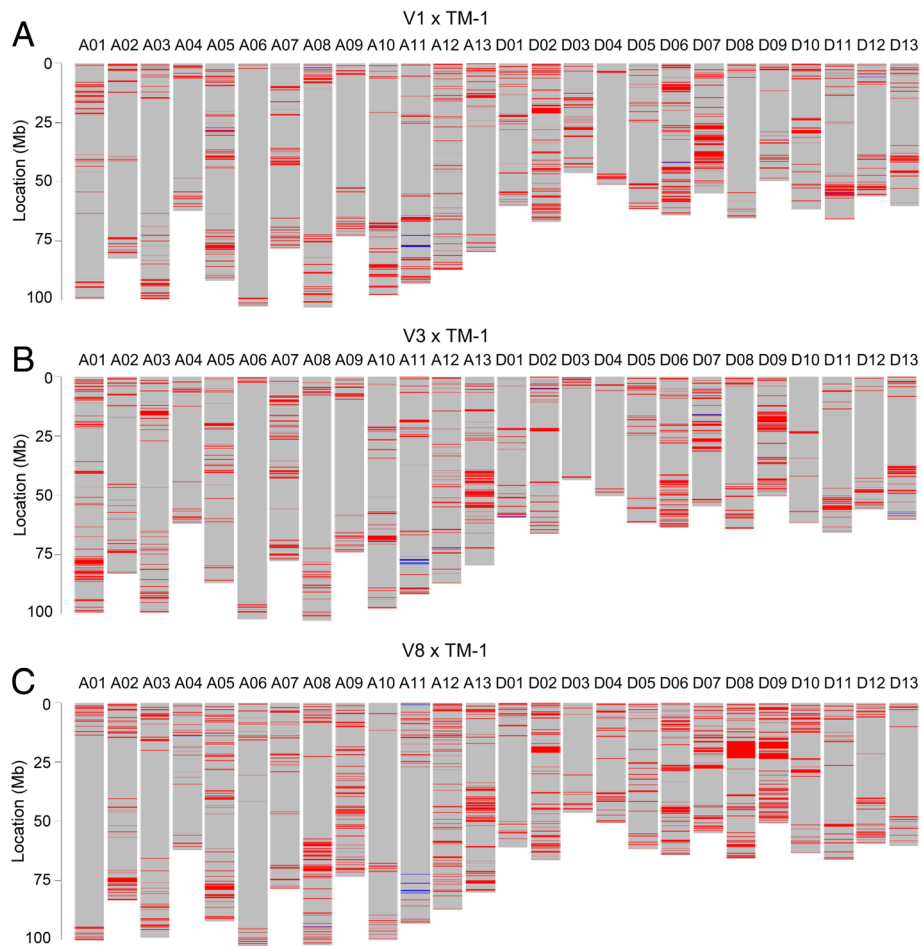 V1 x TM-1
A
A01 A02 A03 A04 A05 A06 A07 A08 A09 A10 A11 A12 A13 D01 D02 D03 D04 D05 D06 D07 D08 D09 D10 D11 D12 D13
0
25
50
75
100
Location (Mb)
V3 x TM-1
B
A01 A02 A03 A04 A05 A06 A07 A08 A09 A10 A11 A12 A13 D01 D02 D03 D04 D05 D06 D07 D08 D09 D10 D11 D12 D13
0
25
50
75
100
Location (Mb)
V8 x TM-1
C
A01 A02 A03 A04 A05 A06 A07 A08 A09 A10 A11 A12 A13 D01 D02 D03 D04 D05 D06 D07 D08 D09 D10 D11 D12 D13
0
25
50
75
100
Location (Mb)